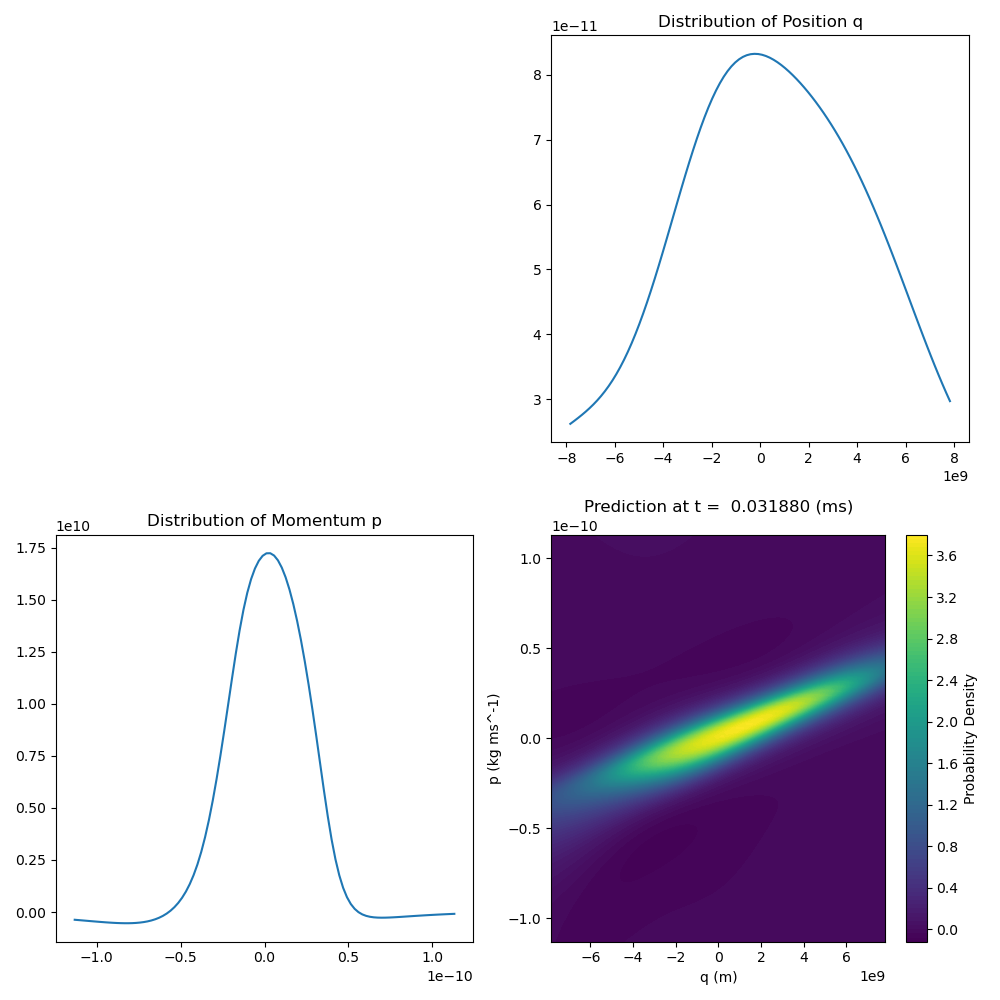 Distribution of Position q
1e−11
8
7
6
5
4
3
−8 −6 −4 −2 0 2 4 6 8
1e9
Distribution of Momentum p
1e10
1.75
1.50
1.25
1.00
0.75
0.50
0.25
0.00
−1.0 −0.5 0.0 0.5 1.0
1e−10
Prediction at t =  0.031880 (ms)
1e−10
1.0
0.5
0.0
−0.5
−1.0
p (kg ms^-1)
−6 −4 −2 0 2 4 6
q (m)
1e9
3.6
3.2
2.8
2.4
2.0
1.6
1.2
0.8
0.4
0.0
Probability Density